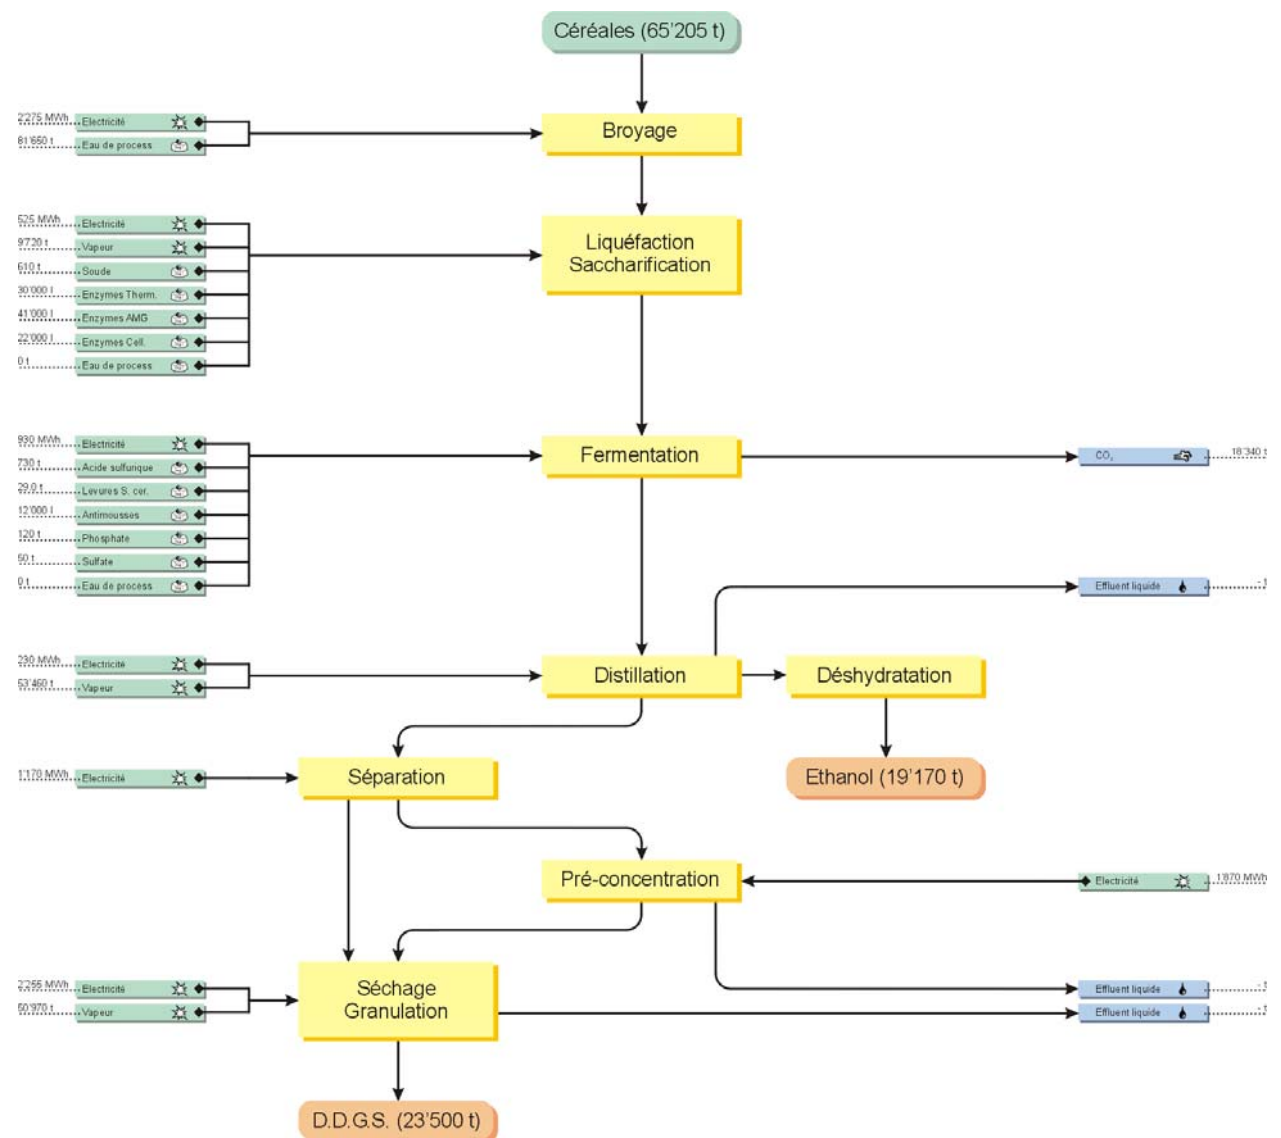 Céréales (65'205 t)
2'275 MWh Electricité
81'650 t Eau de process
Broyage
525 MWh Electricité
9'720 t Vapeur
610 t Soude
30'000 l Enzymes Therm.
41'000 l Enzymes AMG
22'000 l Enzymes Cell.
0 t Eau de process
Liquéfaction
Saccharification
930 MWh Electricité
730 t Acide sulfurique
29,0 t Levures S. cer.
12'000 l Antimousses
120 t Phosphate
60 t Sulfate
0 t Eau de process
Fermentation
CO₂ 18'340 t
Effluent liquide - t
230 MWh Electricité
53'460 t Vapeur
Distillation
Déshydratation
1'170 MWh Electricité
Séparation
Ethanol (19'170 t)
Pré-concentration
Electricité 1'870 MWh
2'255 MWh Electricité
60'970 t Vapeur
Séchage
Granulation
Effluent liquide - t
Effluent liquide - t
D.D.G.S. (23'500 t)